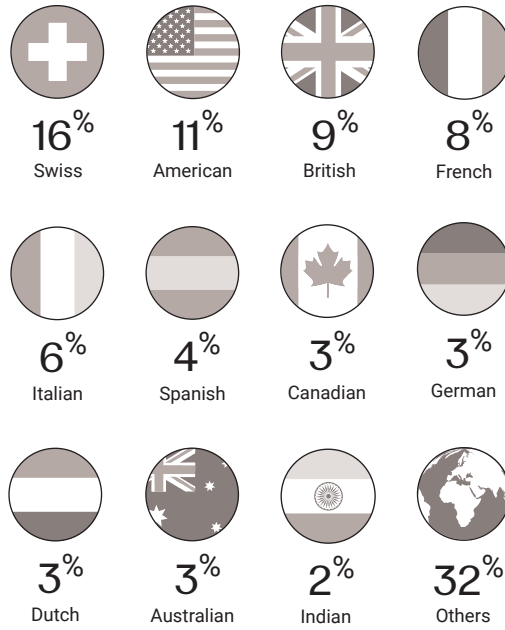 16% 11% 9% 8%
Swiss American British French
6% 4% 3% 3%
Italian Spanish Canadian German
3% 3% 2% 32%
Dutch Australian Indian Others